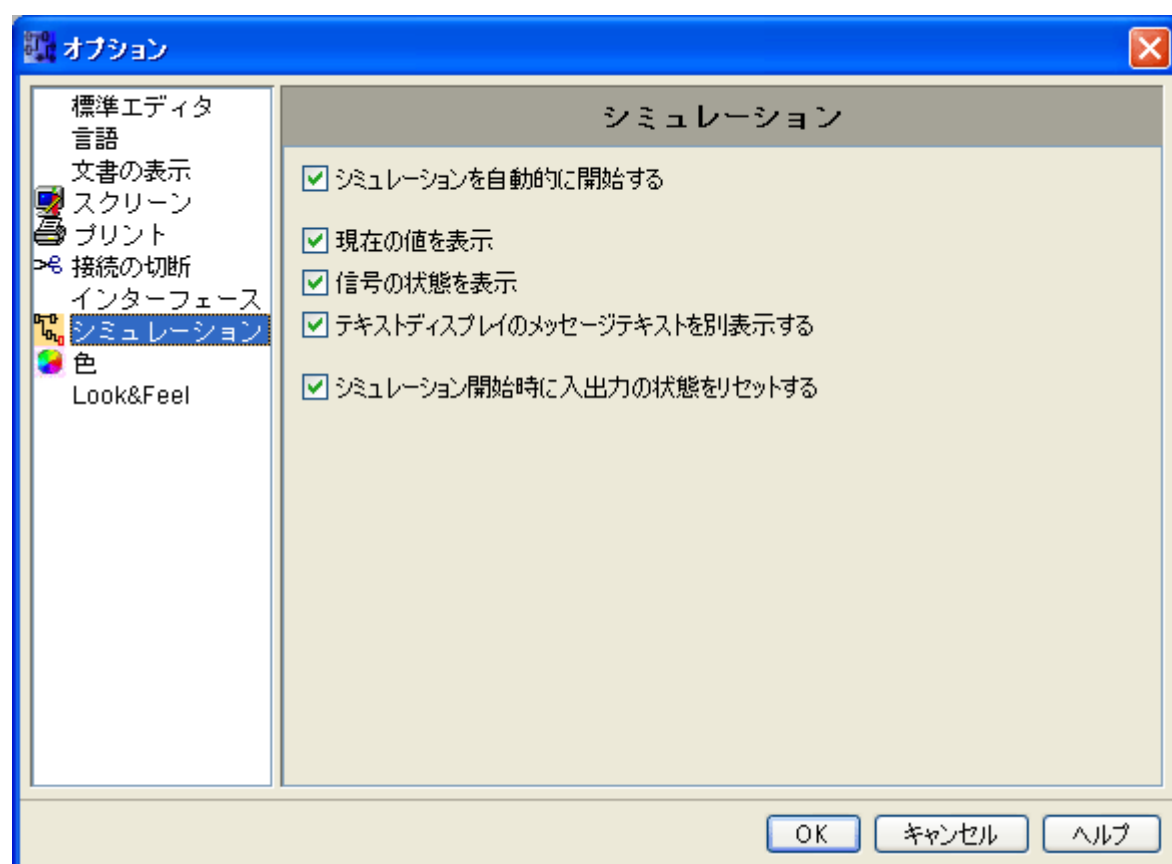 オプション
標準エディタ
言語
文書の表示
スクリーン
プリント
接続の切断
インターフェース
シミュレーション
色
Look&Feel
シミュレーション
シミュレーションを自動的に開始する
現在の値を表示
信号の状態を表示
テキストディスプレイのメッセージテキストを別表示する
シミュレーション開始時に入出力の状態をリセットする
OK
キャンセル
ヘルプ